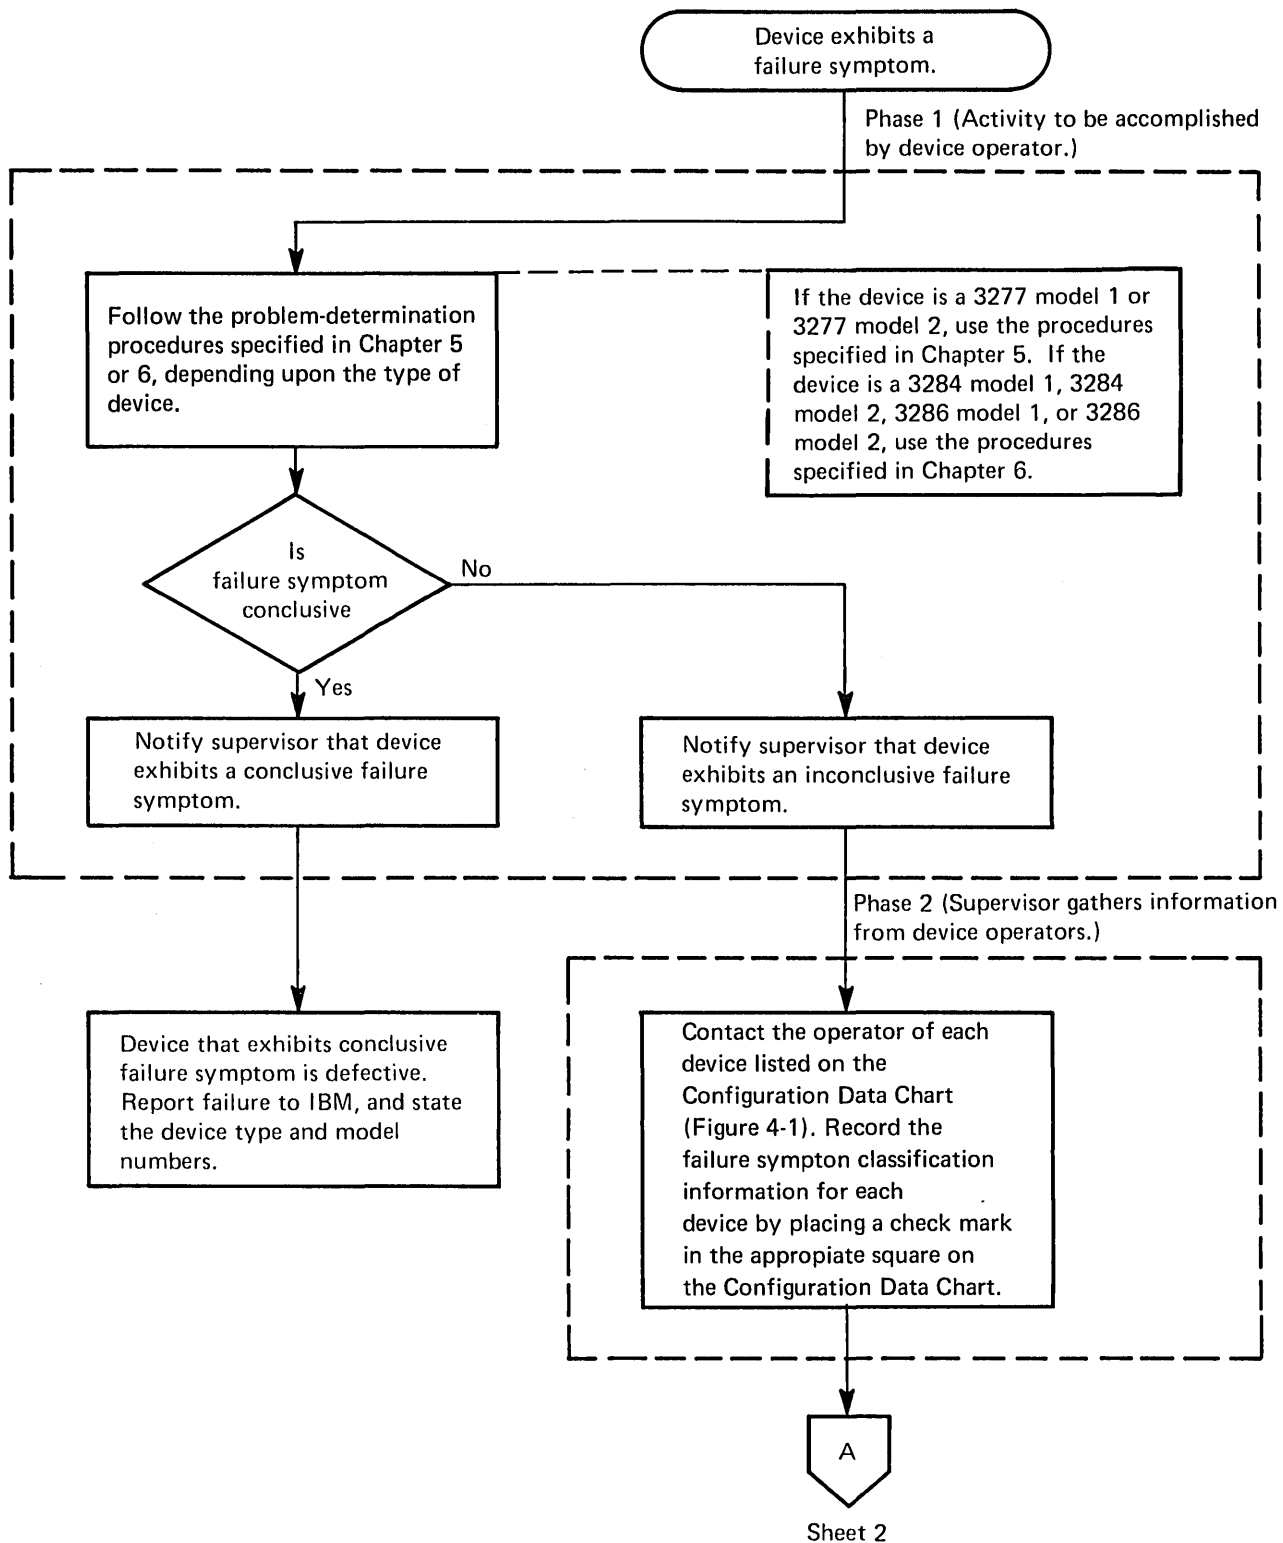 Device exhibits a
failure symptom.
Phase 1 (Activity to be accomplished
by device operator.)
Follow the problem-determination
procedures specified in Chapter 5
or 6, depending upon the type of
device.
If the device is a 3277 model 1 or
3277 model 2, use the procedures
specified in Chapter 5. If the
device is a 3284 model 1, 3284
model 2, 3286 model 1, or 3286
model 2, use the procedures
specified in Chapter 6.
Is
failure symptom
conclusive
No
Yes
Notify supervisor that device
exhibits a conclusive failure
symptom.
Notify supervisor that device
exhibits an inconclusive failure
symptom.
Phase 2 (Supervisor gathers information
from device operators.)
Device that exhibits conclusive
failure symptom is defective.
Report failure to IBM, and state
the device type and model
numbers.
Contact the operator of each
device listed on the
Configuration Data Chart
(Figure 4-1). Record the
failure sympton classification
information for each
device by placing a check mark
in the appropiate square on
the Configuration Data Chart.
A
Sheet 2